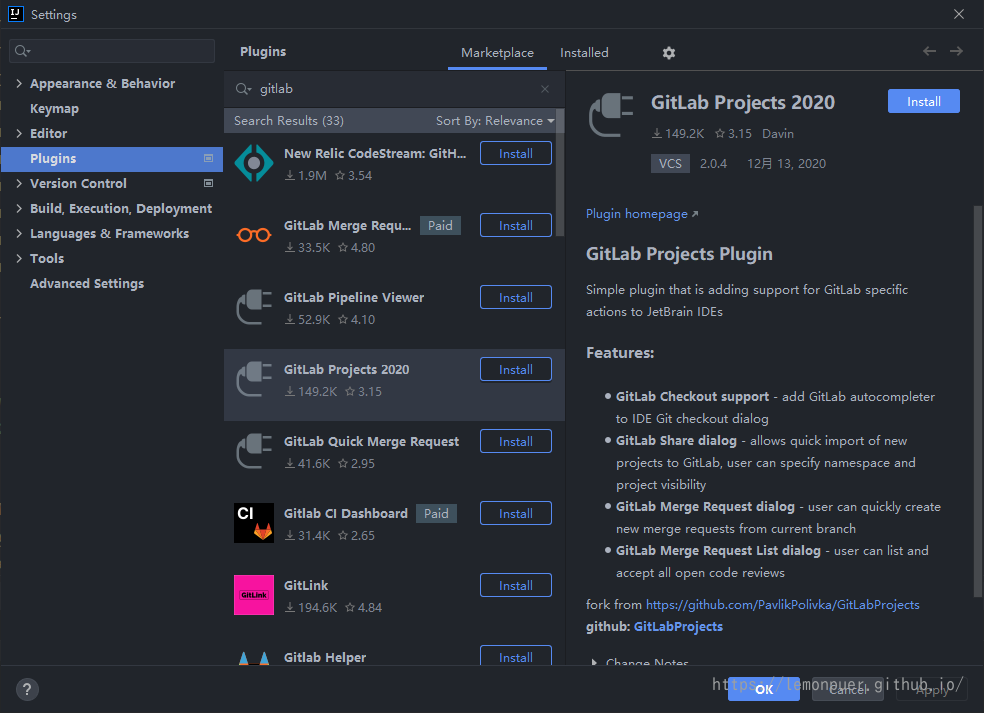 Settings
Appearance & Behavior
Keymap
Editor
Plugins
Version Control
Build, Execution, Deployment
Languages & Frameworks
Tools
Advanced Settings
Plugins
Marketplace
Installed
gitlab
Search Results (33)
Sort By: Relevance
New Relic CodeStream: GitH...
Install
1.9M
3.54
GitLab Merge Requ...
Paid
Install
33.5K
4.80
GitLab Pipeline Viewer
Install
52.9K
4.10
GitLab Projects 2020
Install
149.2K
3.15
GitLab Quick Merge Request
Install
41.6K
2.95
CI
Gitlab CI Dashboard
Paid
Install
31.4K
2.65
GitLink
GitLink
Install
194.6K
4.84
Gitlab Helper
Install
GitLab Projects 2020
Install
149.2K
3.15
Davin
VCS
2.0.4
12月 13, 2020
Plugin homepage
GitLab Projects Plugin
Simple plugin that is adding support for GitLab specific
actions to JetBrain IDEs
Features:
GitLab Checkout support - add GitLab autocompleter
to IDE Git checkout dialog
GitLab Share dialog - allows quick import of new
projects to GitLab, user can specify namespace and
project visibility
GitLab Merge Request dialog - user can quickly create
new merge requests from current branch
GitLab Merge Request List dialog - user can list and
accept all open code reviews
fork from https://github.com/PavlikPolivka/GitLabProjects
github: GitLabProjects
Change Notes
?
OK
Cancel
Apply
https://lemonpuer.github.io/